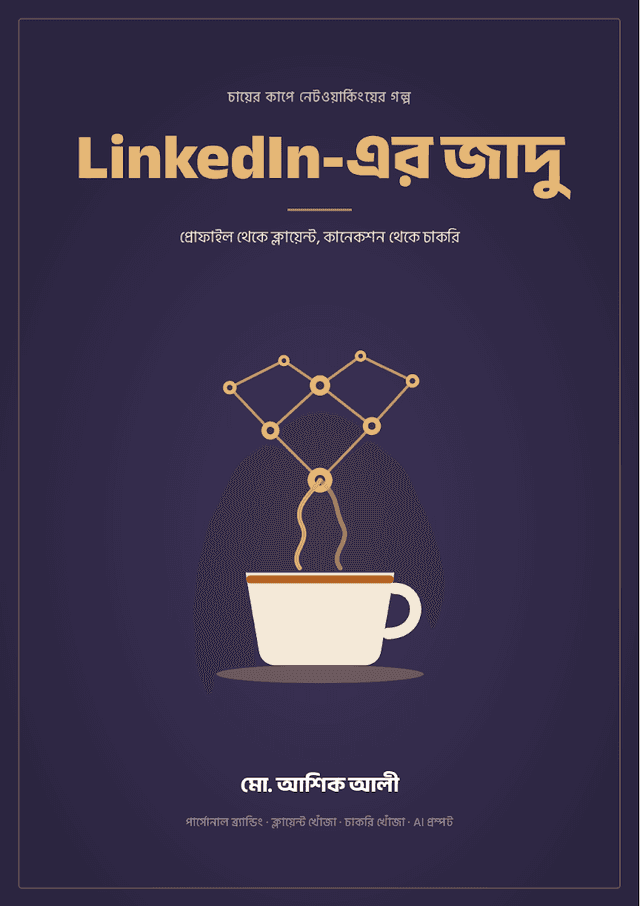 চায়ের কাপে নেটওয়ার্কিংয়ের গল্প
LinkedIn-এর জাদু
প্রোফাইল থেকে ক্লায়েন্ট, কানেকশন থেকে চাকরি
মো. আশিক আলী
পার্সোনাল ব্র্যান্ডিং · ক্লায়েন্ট খোঁজা · চাকরি খোঁজা · AI প্রম্পট